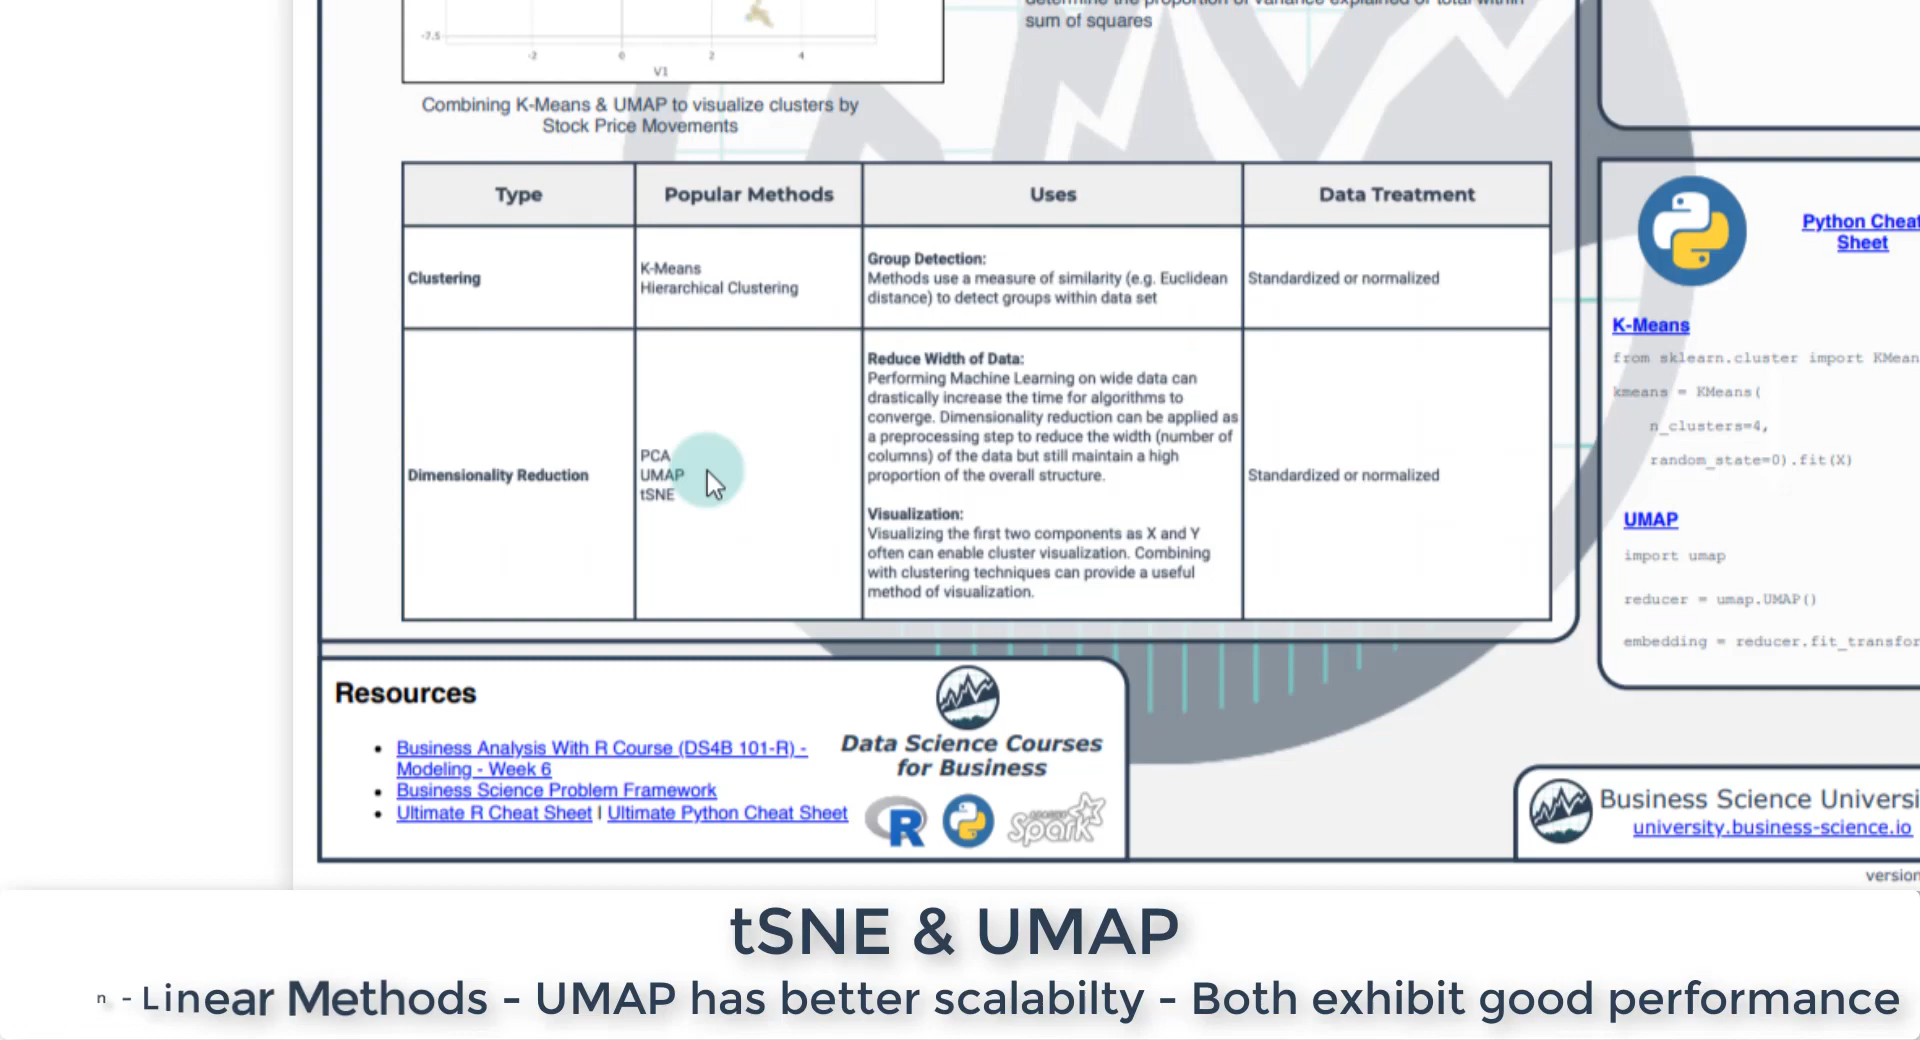 determine the proportion of variance explained or total within
sum of squares
-7.5
-2
0
2
4
V1
Combining K-Means & UMAP to visualize clusters by
Stock Price Movements
Type
Popular Methods
Uses
Data Treatment
Clustering
K-Means
Hierarchical Clustering
Group Detection:
Methods use a measure of similarity (e.g. Euclidean
distance) to detect groups within data set
Standardized or normalized
Dimensionality Reduction
PCA
UMAP
tSNE
Reduce Width of Data:
Performing Machine Learning on wide data can
drastically increase the time for algorithms to
converge. Dimensionality reduction can be applied as
a preprocessing step to reduce the width (number of
columns) of the data but still maintain a high
proportion of the overall structure.
Visualization:
Visualizing the first two components as X and Y
often can enable cluster visualization. Combining
with clustering techniques can provide a useful
method of visualization.
Standardized or normalized
Python Cheat
Sheet
K-Means
from sklearn.cluster import KMean
kmeans = KMeans(
n_clusters=4,
random_state=0).fit(X)
UMAP
import umap
reducer = umap.UMAP()
embedding = reducer.fit_transfor
Resources
• Business Analysis With R Course (DS4B 101-R) -
Modeling - Week 6
• Business Science Problem Framework
• Ultimate R Cheat Sheet | Ultimate Python Cheat Sheet
Data Science Courses
for Business
R
Spark
Business Science Universi
university.business-science.io
version
tSNE & UMAP
n - Linear Methods - UMAP has better scalabilty - Both exhibit good performance